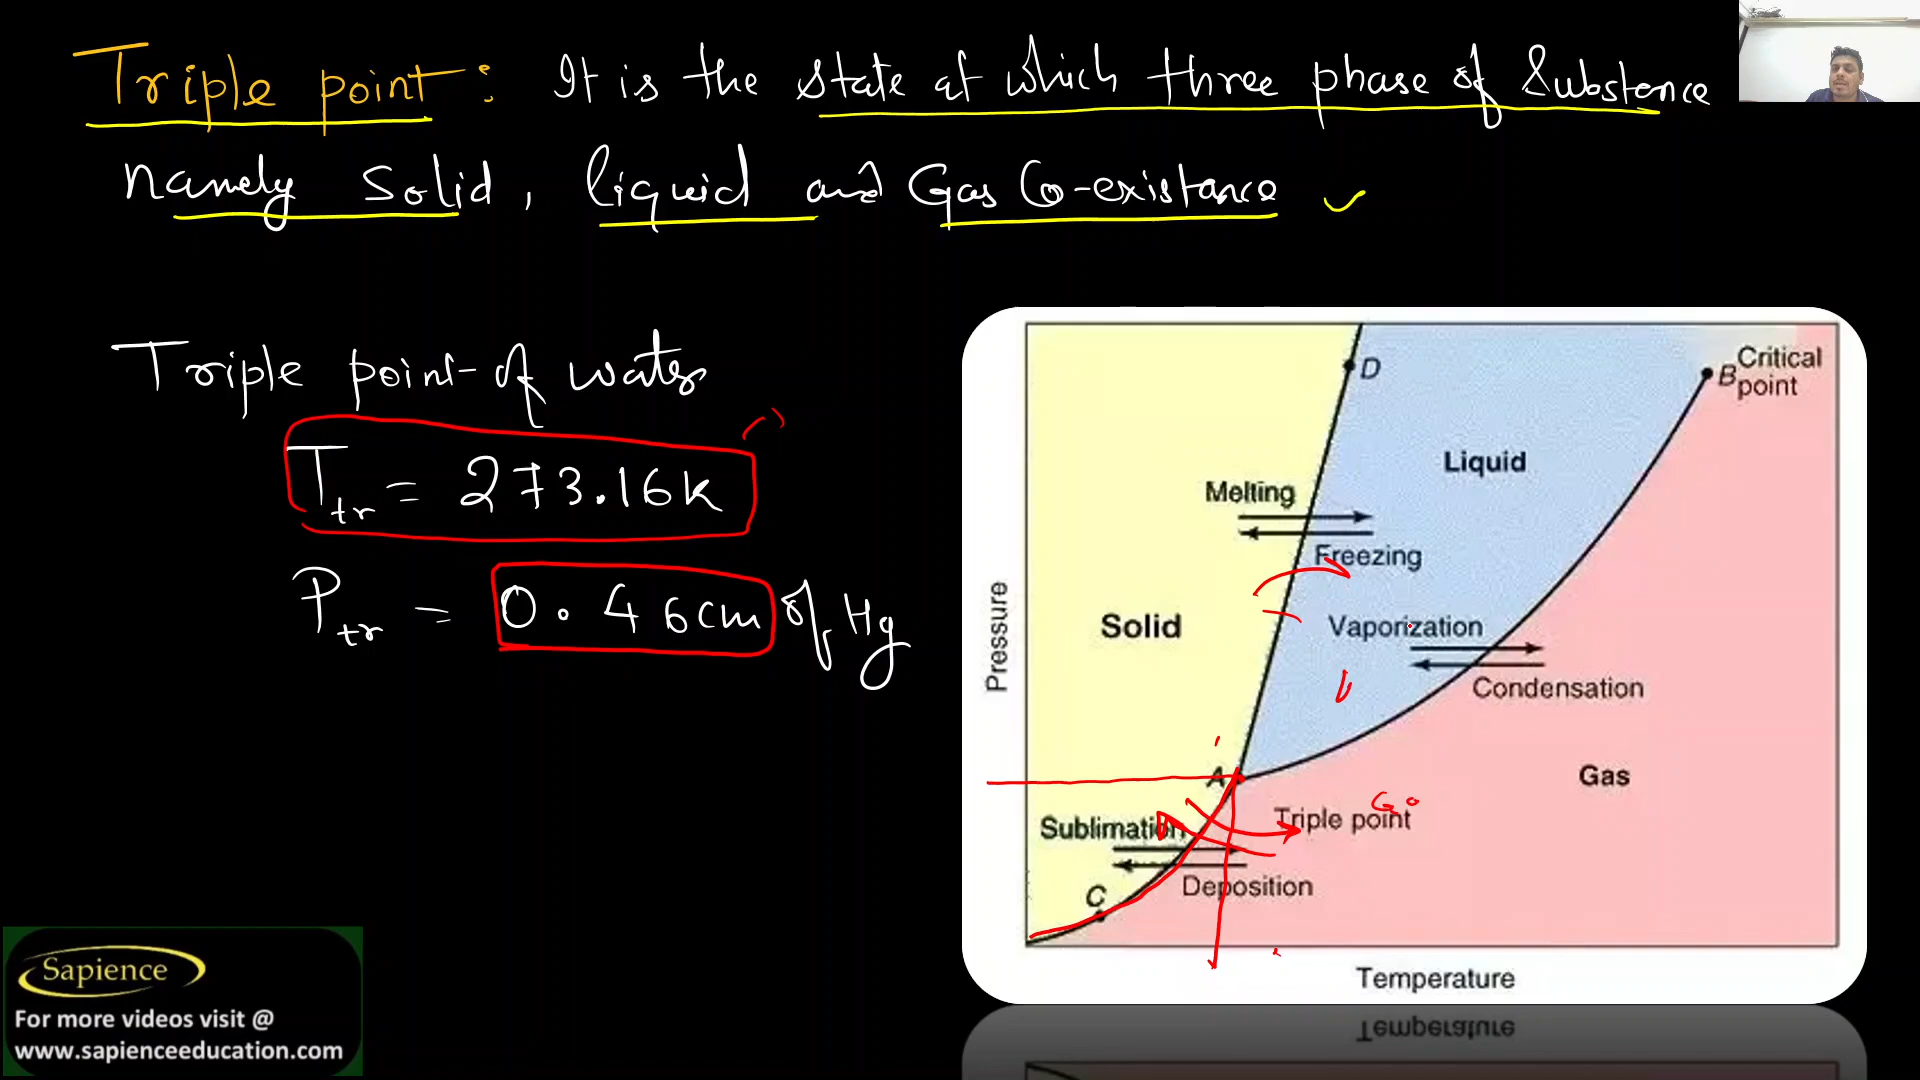 Triple point : It is the state at which three phase of Substance
namely Solid, liquid and Gas Co-existance
Triple point of water
Ttr = 273.16k
Ptr = 0.46cm of Hg
D
B Critical point
Liquid
Melting
Freezing
Solid
Vaporization
Condensation
Pressure
A
Gas
Triple point
G
Sublimation
Deposition
C
Temperature
Temperature
Sapience
For more videos visit @
www.sapienceeducation.com